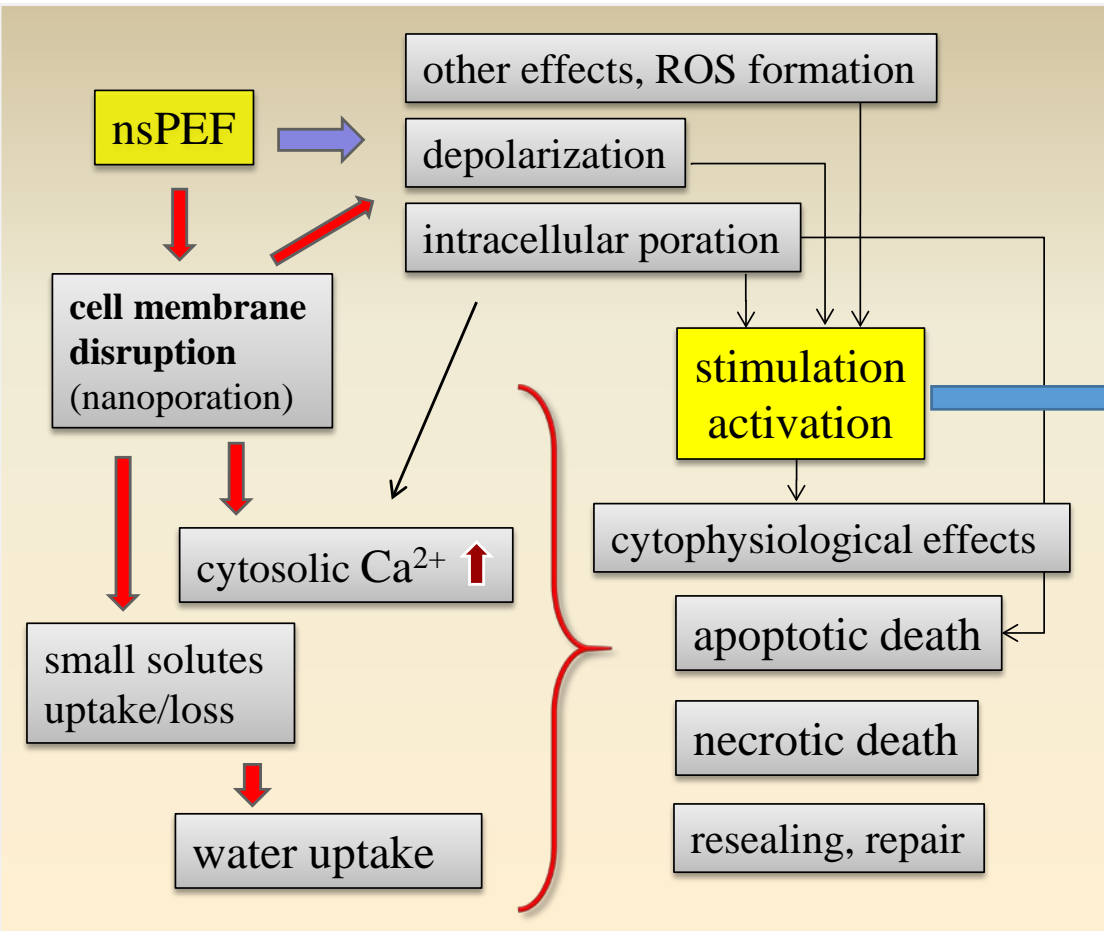 other effects, ROS formation
nsPEF
depolarization
intracellular poration
cell membrane
disruption
(nanoporation)
stimulation
activation
cytosolic Ca²⁺
cytophysiological effects
small solutes
uptake/loss
apoptotic death
necrotic death
water uptake
resealing, repair